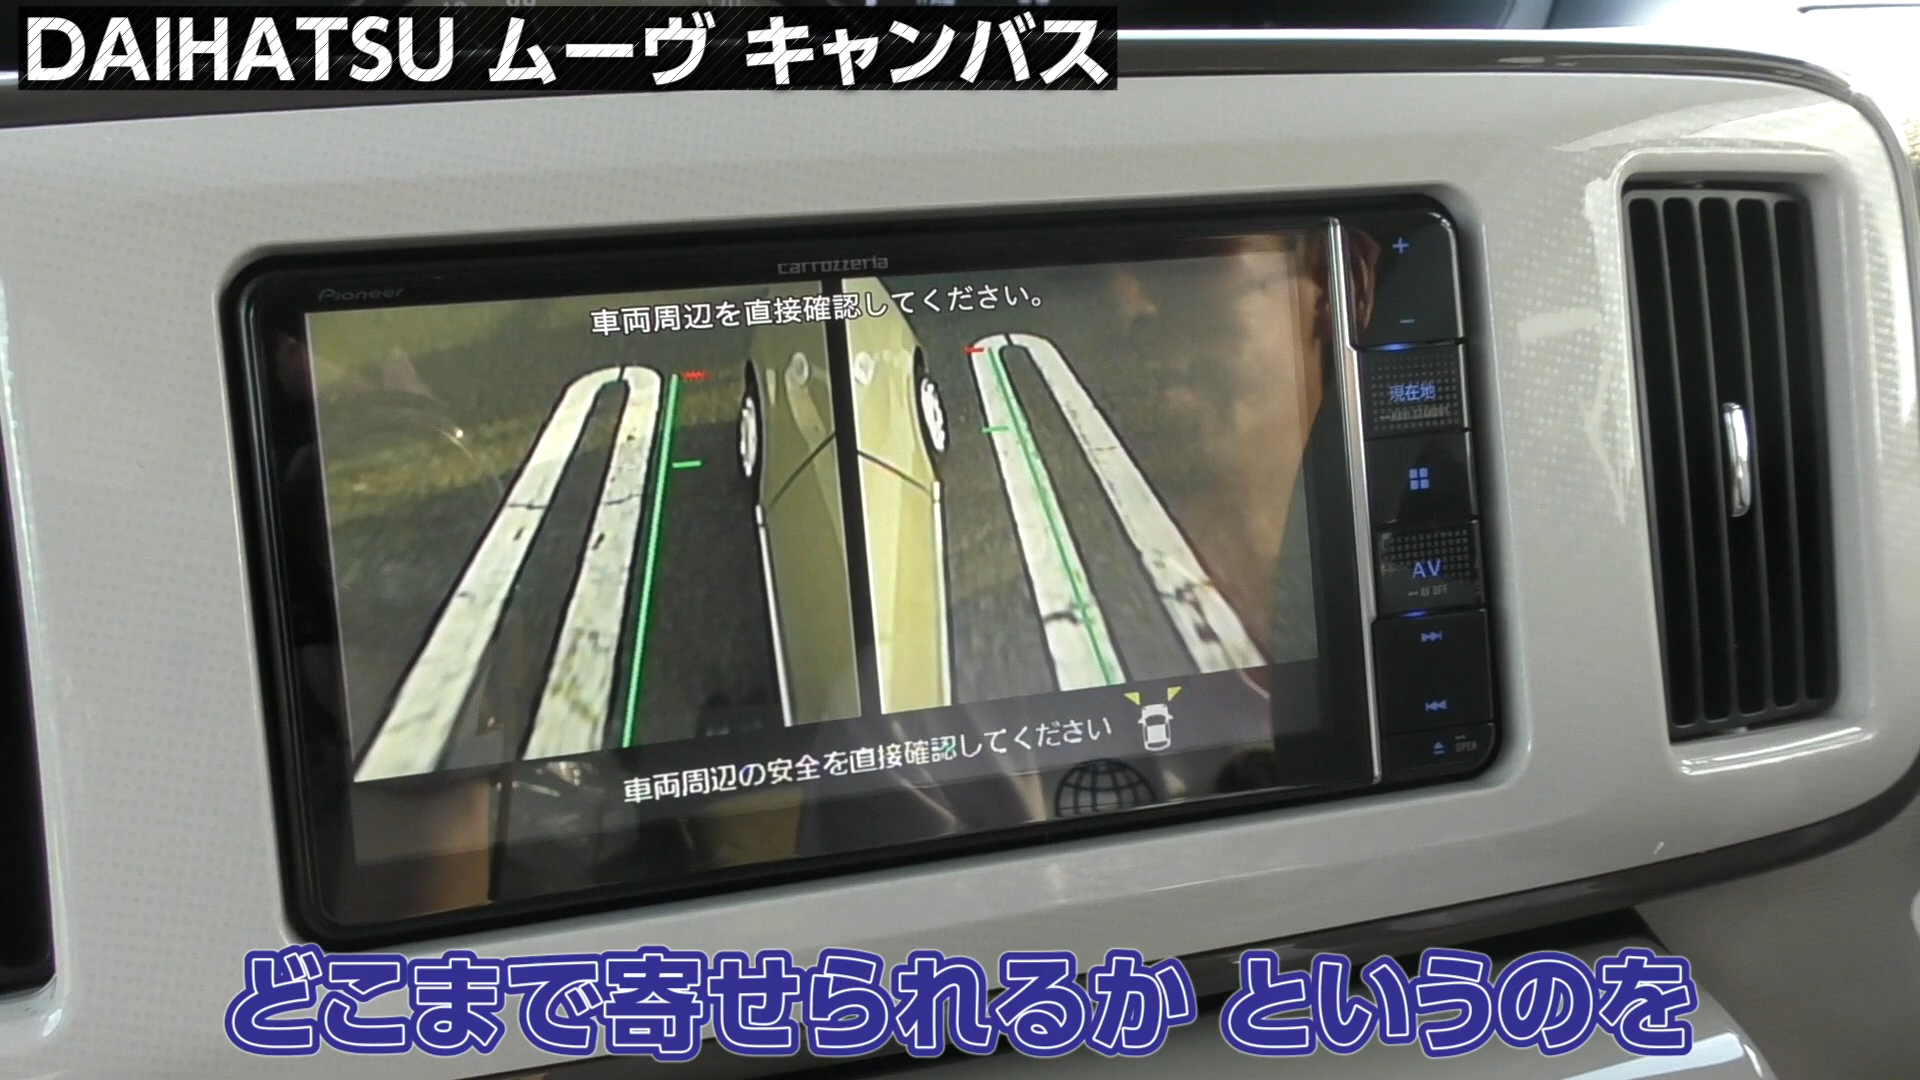 DAIHATSU ムーヴ キャンバス
carrozzeria
Pioneer
車両周辺を直接確認してください。
現在地
AV
AV OFF
OPEN
車両周辺の安全を直接確認してください
どこまで寄せられるか というのを